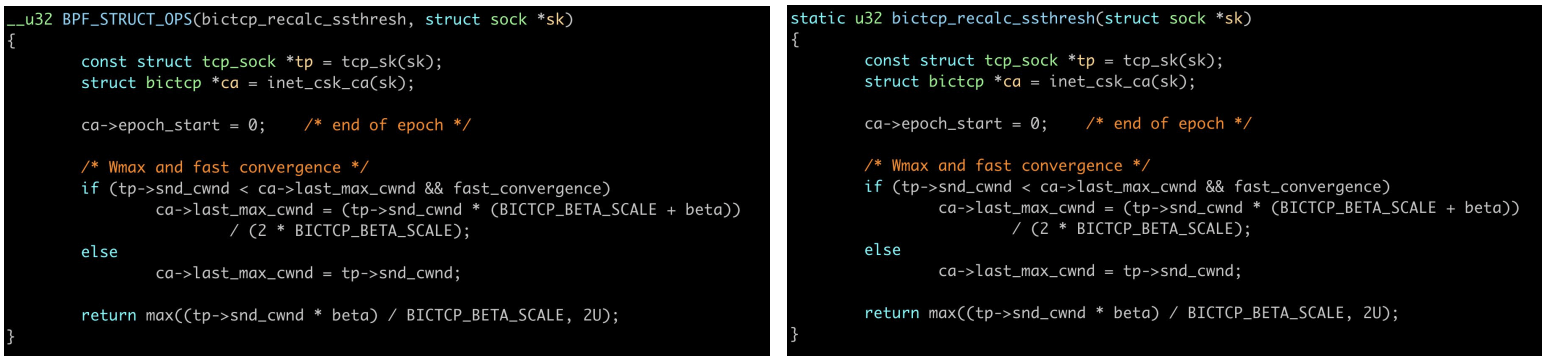 __u32 BPF_STRUCT_OPS(bictcp_recalc_ssthresh, struct sock *sk)
{
        const struct tcp_sock *tp = tcp_sk(sk);
        struct bictcp *ca = inet_csk_ca(sk);

        ca->epoch_start = 0;    /* end of epoch */

        /* Wmax and fast convergence */
        if (tp->snd_cwnd < ca->last_max_cwnd && fast_convergence)
                ca->last_max_cwnd = (tp->snd_cwnd * (BICTCP_BETA_SCALE + beta))
                        / (2 * BICTCP_BETA_SCALE);
        else
                ca->last_max_cwnd = tp->snd_cwnd;

        return max((tp->snd_cwnd * beta) / BICTCP_BETA_SCALE, 2U);
}
static u32 bictcp_recalc_ssthresh(struct sock *sk)
{
        const struct tcp_sock *tp = tcp_sk(sk);
        struct bictcp *ca = inet_csk_ca(sk);

        ca->epoch_start = 0;    /* end of epoch */

        /* Wmax and fast convergence */
        if (tp->snd_cwnd < ca->last_max_cwnd && fast_convergence)
                ca->last_max_cwnd = (tp->snd_cwnd * (BICTCP_BETA_SCALE + beta))
                        / (2 * BICTCP_BETA_SCALE);
        else
                ca->last_max_cwnd = tp->snd_cwnd;

        return max((tp->snd_cwnd * beta) / BICTCP_BETA_SCALE, 2U);
}